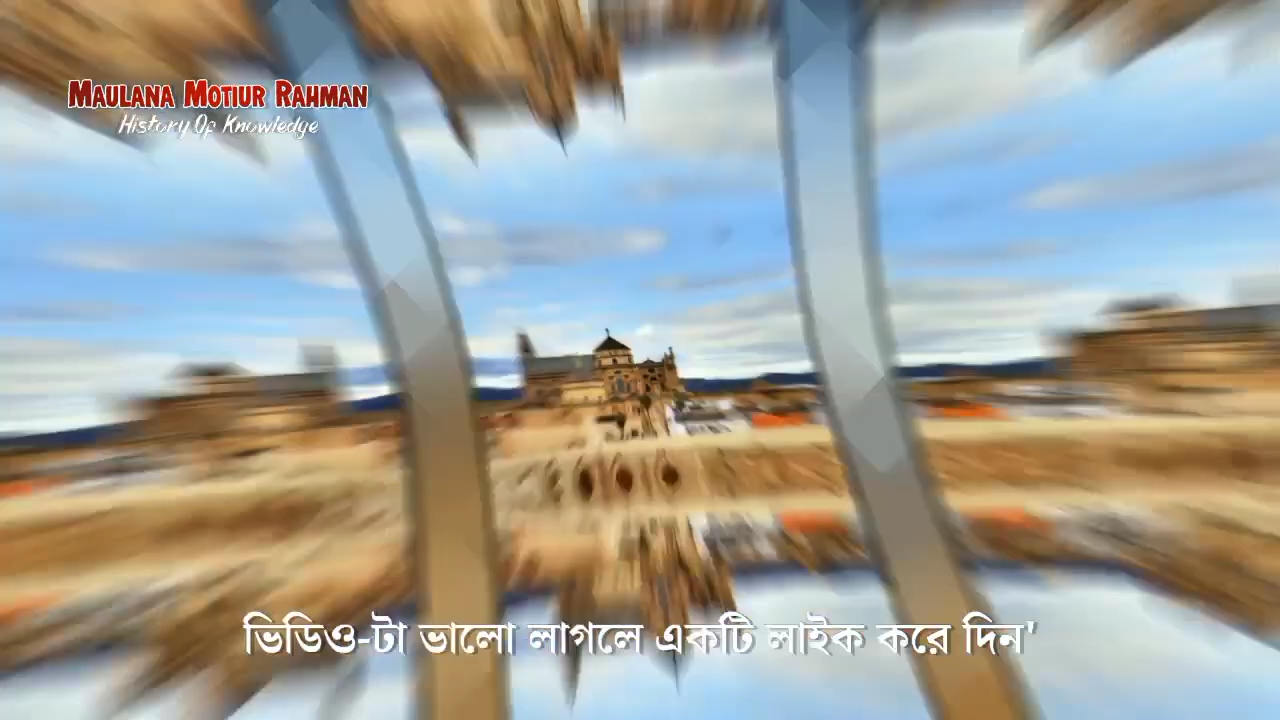 MAULANA MOTIUR RAHMAN
History Of Knowledge
ভিডিও-টা ভালো লাগলে একটি লাইক করে দিন'